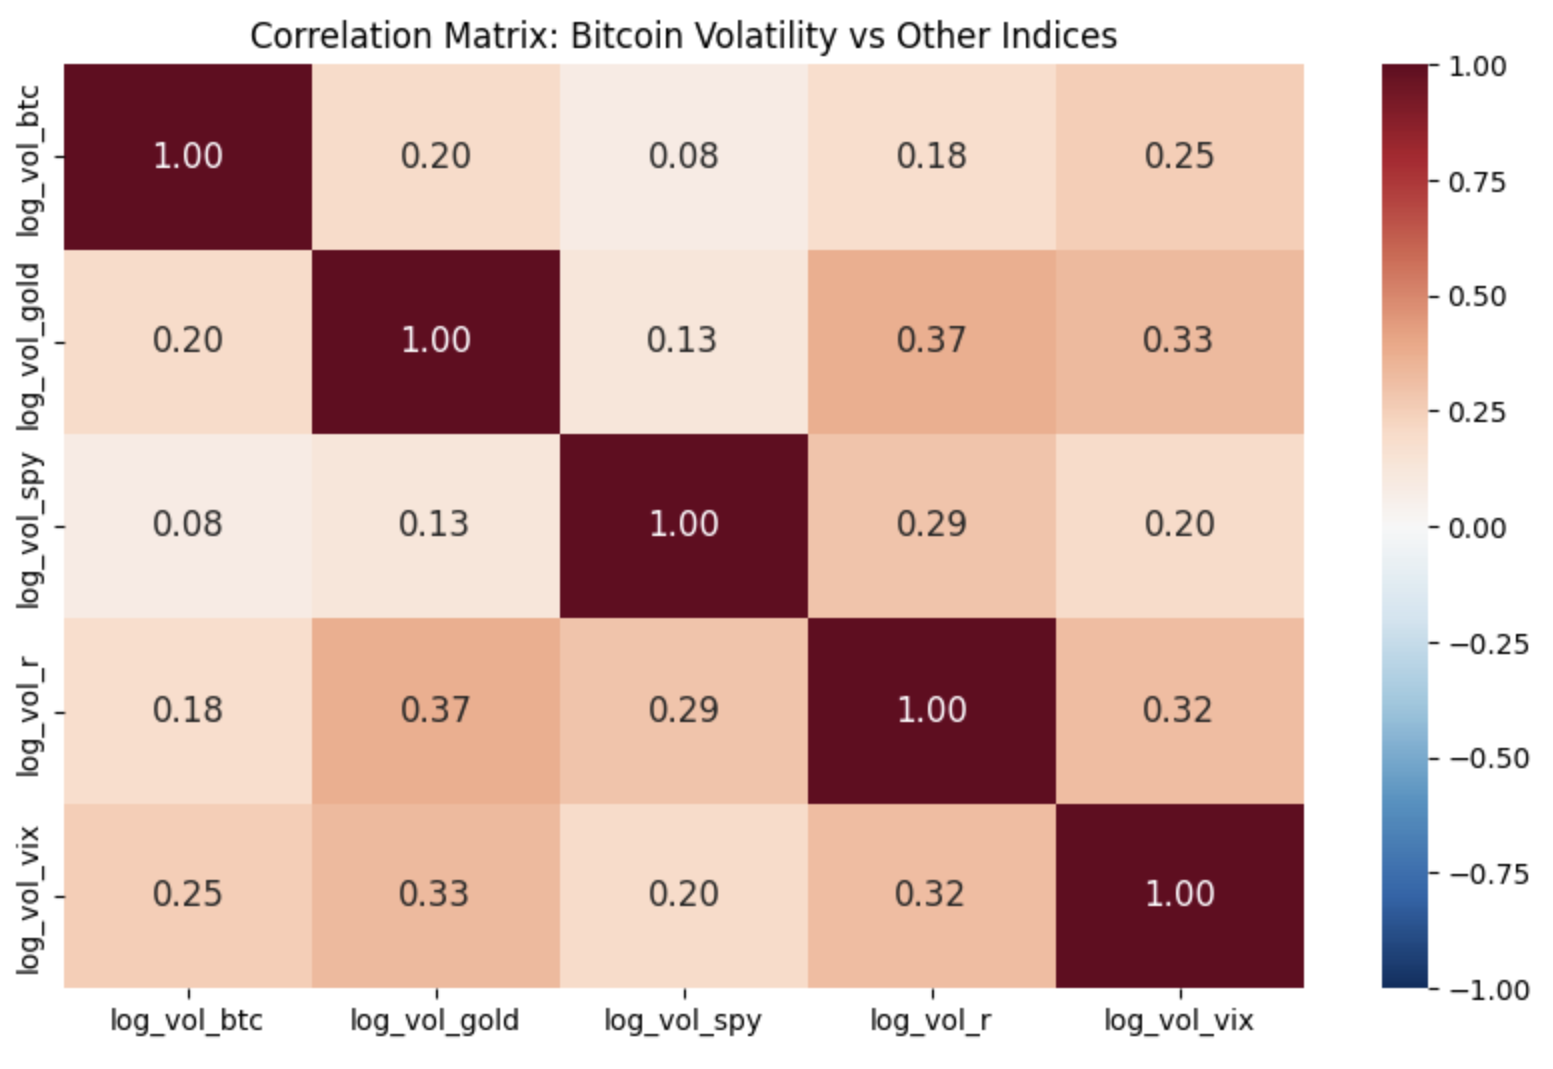 Correlation Matrix: Bitcoin Volatility vs Other Indices
log_vol_btc
1.00 0.20 0.08 0.18 0.25
log_vol_gold
0.20 1.00 0.13 0.37 0.33
log_vol_spy
0.08 0.13 1.00 0.29 0.20
log_vol_r
0.18 0.37 0.29 1.00 0.32
log_vol_vix
0.25 0.33 0.20 0.32 1.00
log_vol_btc log_vol_gold log_vol_spy log_vol_r log_vol_vix
1.00
0.75
0.50
0.25
0.00
−0.25
−0.50
−0.75
−1.00